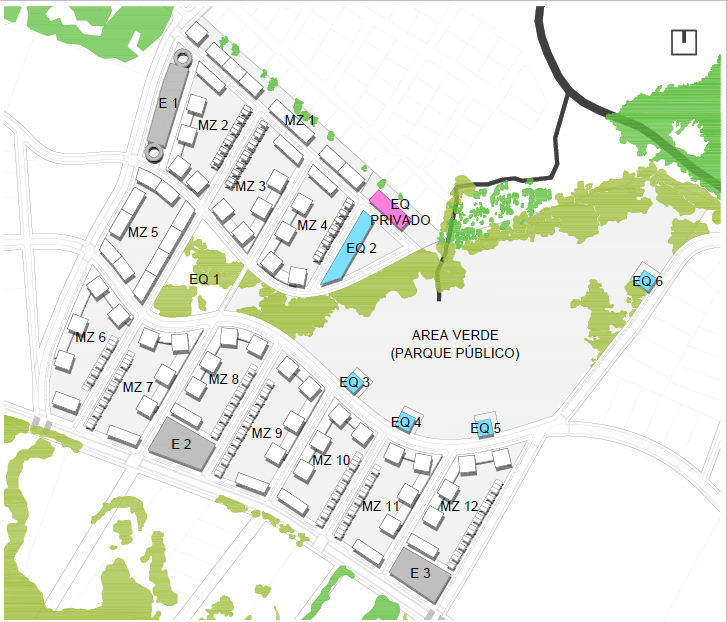 E 1
MZ 2
MZ 1
MZ 3
EQ
PRIVADO
MZ 4
MZ 5
EQ 2
EQ 1
EQ 6
AREA VERDE
(PARQUE PÚBLICO)
MZ 6
MZ 7
MZ 8
EQ 3
EQ 4
EQ 5
MZ 9
E 2
MZ 10
MZ 11
MZ 12
E 3